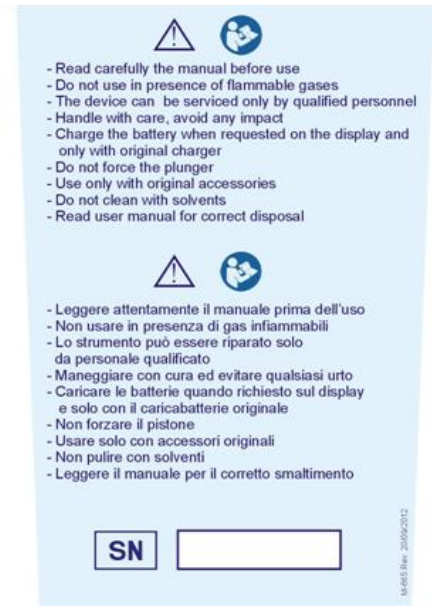 - Read carefully the manual before use
- Do not use in presence of flammable gases
- The device can be serviced only by qualified personnel
- Handle with care, avoid any impact
- Charge the battery when requested on the display and
only with original charger
- Do not force the plunger
- Use only with original accessories
- Do not clean with solvents
- Read user manual for correct disposal
- Leggere attentamente il manuale prima dell'uso
- Non usare in presenza di gas infiammabili
- Lo strumento può essere riparato solo
da personale qualificato
- Maneggiare con cura ed evitare qualsiasi urto
- Caricare le batterie quando richiesto sul display
e solo con il caricabatterie originale
- Non forzare il pistone
- Usare solo con accessori originali
- Non pulire con solventi
- Leggere il manuale per il corretto smaltimento
SN
M-665 Rev. 20/09/2012